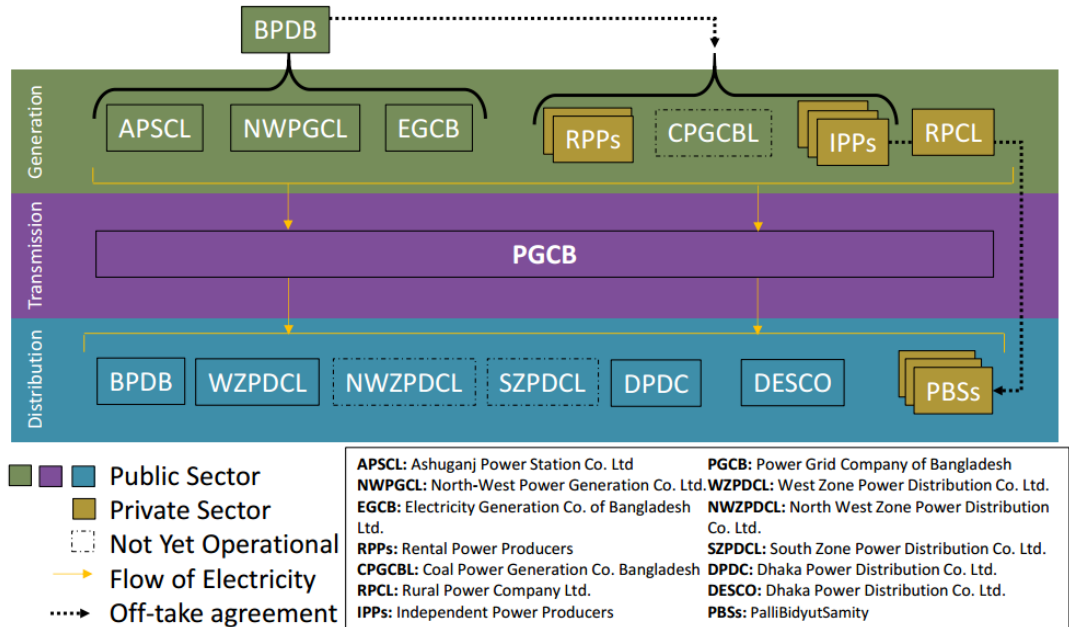 BPDB
Generation
APSCL
NWPGCL
EGCB
RPPs
CPGCBL
IPPs
RPCL
Transmission
PGCB
Distribution
BPDB
WZPDCL
NWZPDCL
SZPDCL
DPDC
DESCO
PBSs
Public Sector
Private Sector
Not Yet Operational
Flow of Electricity
Off-take agreement
APSCL: Ashuganj Power Station Co. Ltd
NWPGCL: North-West Power Generation Co. Ltd.
EGCB: Electricity Generation Co. of Bangladesh
Ltd.
RPPs: Rental Power Producers
CPGCBL: Coal Power Generation Co. Bangladesh
RPCL: Rural Power Company Ltd.
IPPs: Independent Power Producers
PGCB: Power Grid Company of Bangladesh
WZPDCL: West Zone Power Distribution Co. Ltd.
NWZPDCL: North West Zone Power Distribution
Co. Ltd.
SZPDCL: South Zone Power Distribution Co. Ltd.
DPDC: Dhaka Power Distribution Co. Ltd.
DESCO: Dhaka Power Distribution Co. Ltd.
PBSs: PalliBidyutSamity